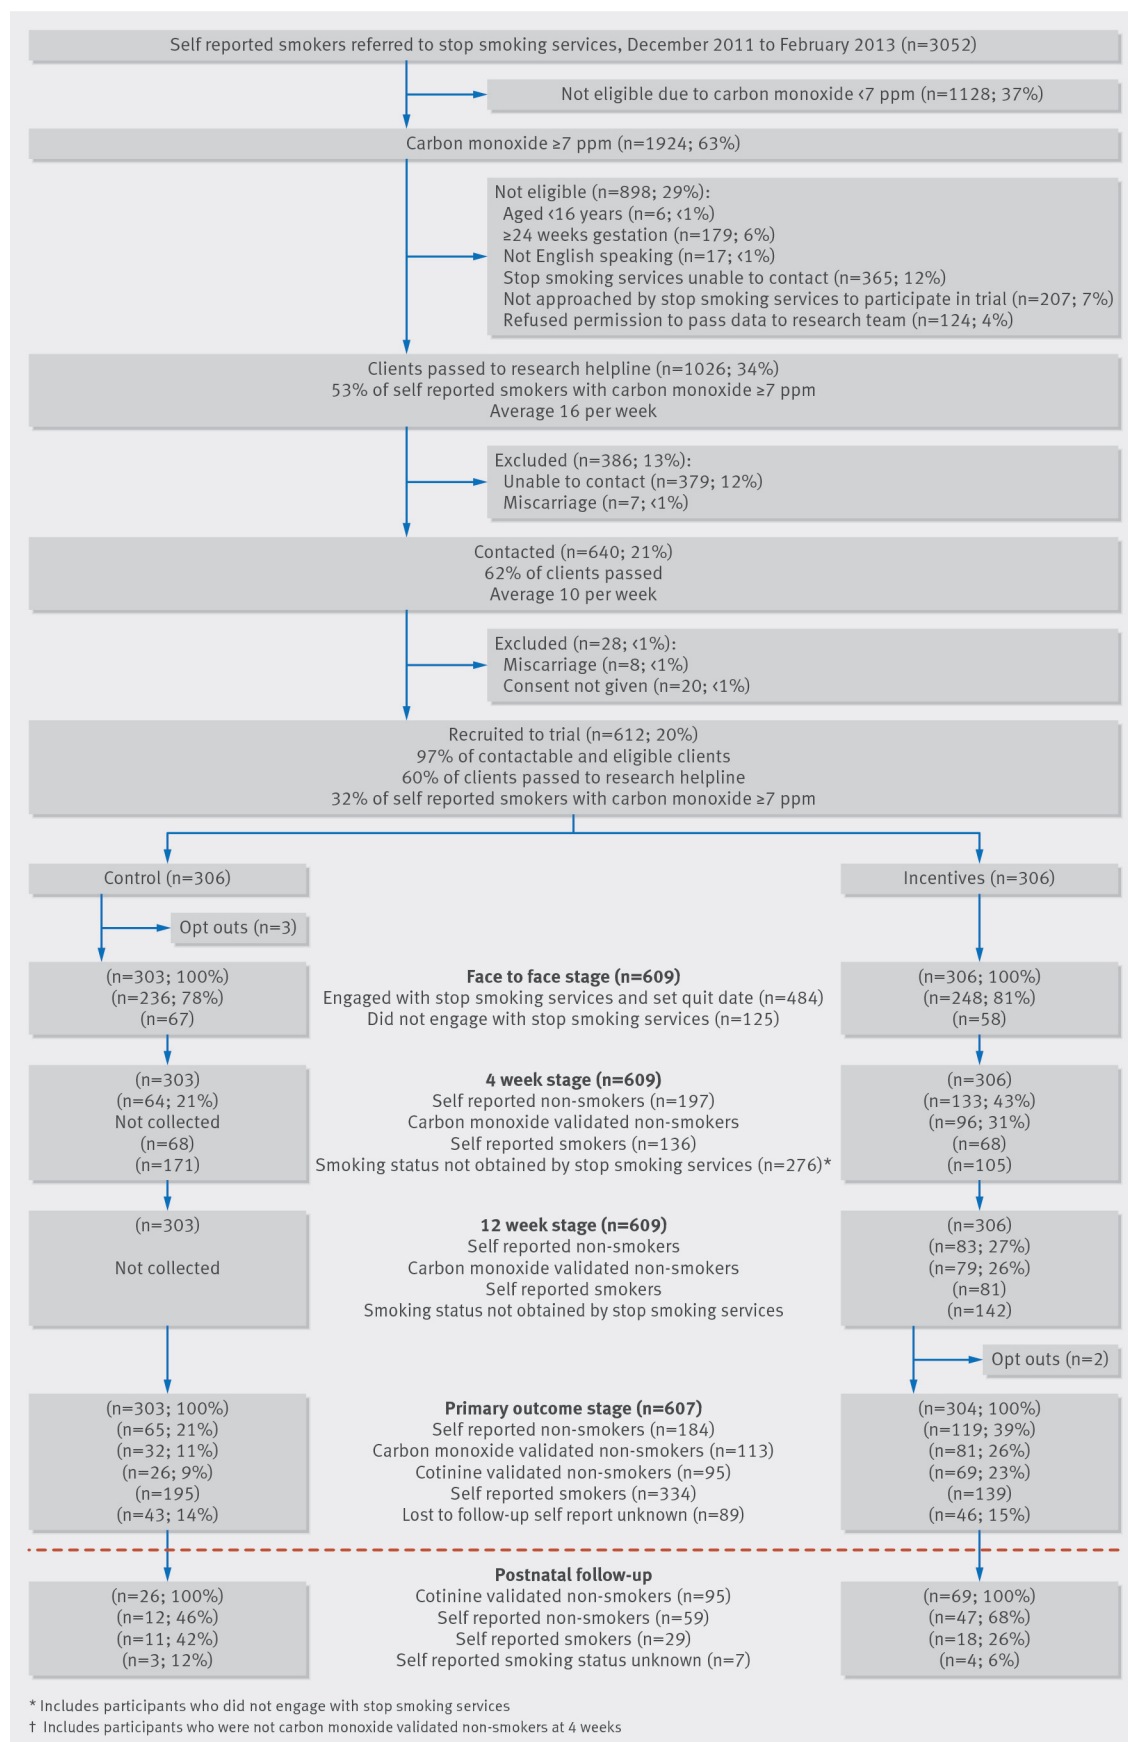 Self reported smokers referred to stop smoking services, December 2011 to February 2013 (n=3052)
Not eligible due to carbon monoxide <7 ppm (n=1128; 37%)
Carbon monoxide ≥7 ppm (n=1924; 63%)
Not eligible (n=898; 29%):
Aged <16 years (n=6; <1%)
≥24 weeks gestation (n=179; 6%)
Not English speaking (n=17; <1%)
Stop smoking services unable to contact (n=365; 12%)
Not approached by stop smoking services to participate in trial (n=207; 7%)
Refused permission to pass data to research team (n=124; 4%)
Clients passed to research helpline (n=1026; 34%)
53% of self reported smokers with carbon monoxide ≥7 ppm
Average 16 per week
Excluded (n=386; 13%):
Unable to contact (n=379; 12%)
Miscarriage (n=7; <1%)
Contacted (n=640; 21%)
62% of clients passed
Average 10 per week
Excluded (n=28; <1%):
Miscarriage (n=8; <1%)
Consent not given (n=20; <1%)
Recruited to trial (n=612; 20%)
97% of contactable and eligible clients
60% of clients passed to research helpline
32% of self reported smokers with carbon monoxide ≥7 ppm
Control (n=306)
Incentives (n=306)
Opt outs (n=3)
(n=303; 100%) Face to face stage (n=609) (n=306; 100%)
(n=236; 78%) Engaged with stop smoking services and set quit date (n=484) (n=248; 81%)
(n=67) Did not engage with stop smoking services (n=125) (n=58)
(n=303) 4 week stage (n=609) (n=306)
(n=64; 21%) Self reported non-smokers (n=197) (n=133; 43%)
Not collected Carbon monoxide validated non-smokers (n=96; 31%)
(n=68) Self reported smokers (n=136) (n=68)
(n=171) Smoking status not obtained by stop smoking services (n=276)* (n=105)
(n=303) 12 week stage (n=609) (n=306)
Self reported non-smokers (n=83; 27%)
Not collected Carbon monoxide validated non-smokers (n=79; 26%)
Self reported smokers (n=81)
Smoking status not obtained by stop smoking services (n=142)
Opt outs (n=2)
(n=303; 100%) Primary outcome stage (n=607) (n=304; 100%)
(n=65; 21%) Self reported non-smokers (n=184) (n=119; 39%)
(n=32; 11%) Carbon monoxide validated non-smokers (n=113) (n=81; 26%)
(n=26; 9%) Cotinine validated non-smokers (n=95) (n=69; 23%)
(n=195) Self reported smokers (n=334) (n=139)
(n=43; 14%) Lost to follow-up self report unknown (n=89) (n=46; 15%)
Postnatal follow-up
(n=26; 100%) Cotinine validated non-smokers (n=95) (n=69; 100%)
(n=12; 46%) Self reported non-smokers (n=59) (n=47; 68%)
(n=11; 42%) Self reported smokers (n=29) (n=18; 26%)
(n=3; 12%) Self reported smoking status unknown (n=7) (n=4; 6%)
* Includes participants who did not engage with stop smoking services
† Includes participants who were not carbon monoxide validated non-smokers at 4 weeks